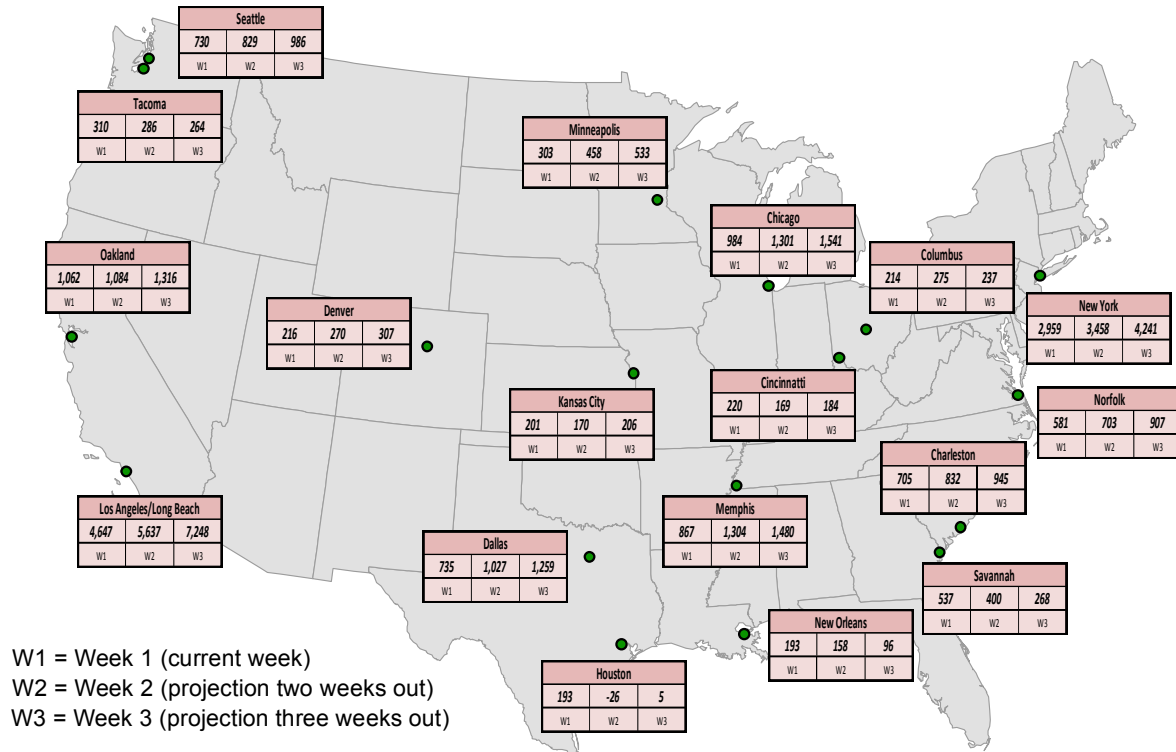 Seattle
730 829 986
W1 W2 W3
Tacoma
310 286 264
W1 W2 W3
Minneapolis
303 458 533
W1 W2 W3
Chicago
984 1,301 1,541
W1 W2 W3
Columbus
214 275 237
W1 W2 W3
Oakland
1,062 1,084 1,316
W1 W2 W3
Denver
216 270 307
W1 W2 W3
New York
2,959 3,458 4,241
W1 W2 W3
Cincinnatti
220 169 184
W1 W2 W3
Kansas City
201 170 206
W1 W2 W3
Norfolk
581 703 907
W1 W2 W3
Charleston
705 832 945
W1 W2 W3
Los Angeles/Long Beach
4,647 5,637 7,248
W1 W2 W3
Memphis
867 1,304 1,480
W1 W2 W3
Dallas
735 1,027 1,259
W1 W2 W3
Savannah
537 400 268
W1 W2 W3
New Orleans
193 158 96
W1 W2 W3
Houston
193 -26 5
W1 W2 W3
W1 = Week 1 (current week)
W2 = Week 2 (projection two weeks out)
W3 = Week 3 (projection three weeks out)